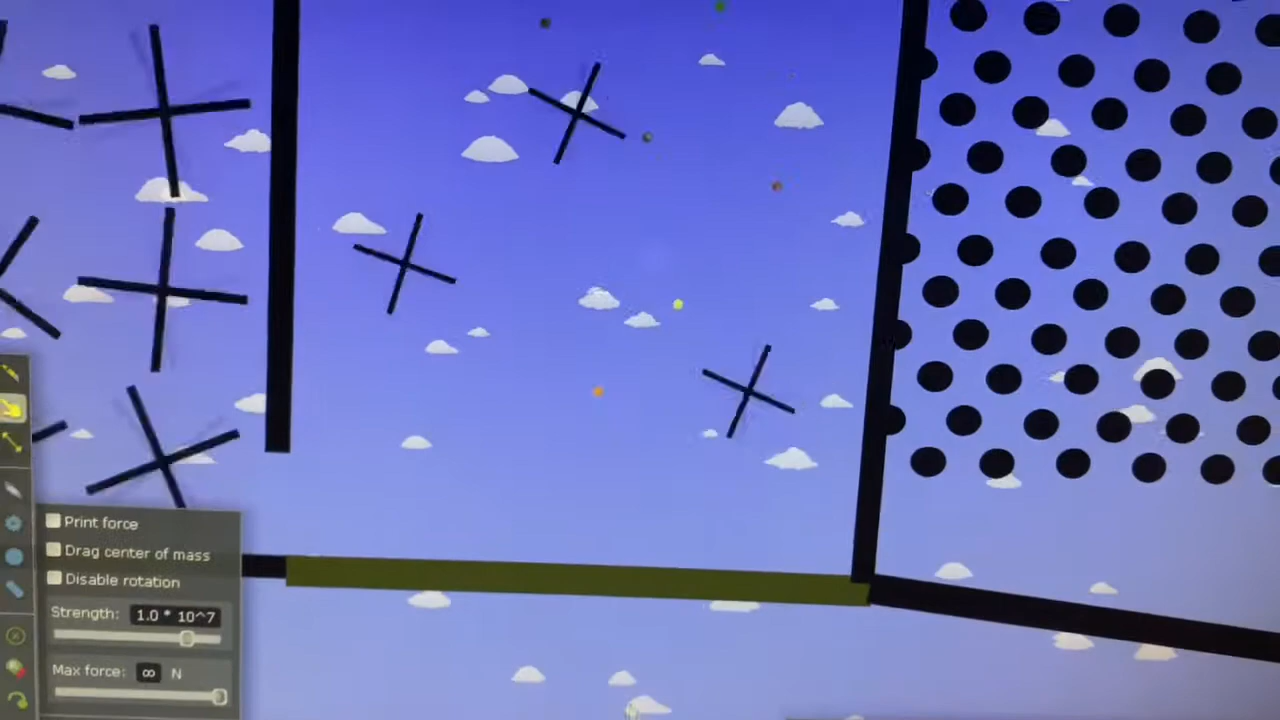 Print force
Drag center of mass
Disable rotation
Strength: 1.0 * 10^7
Max force: ∞ N